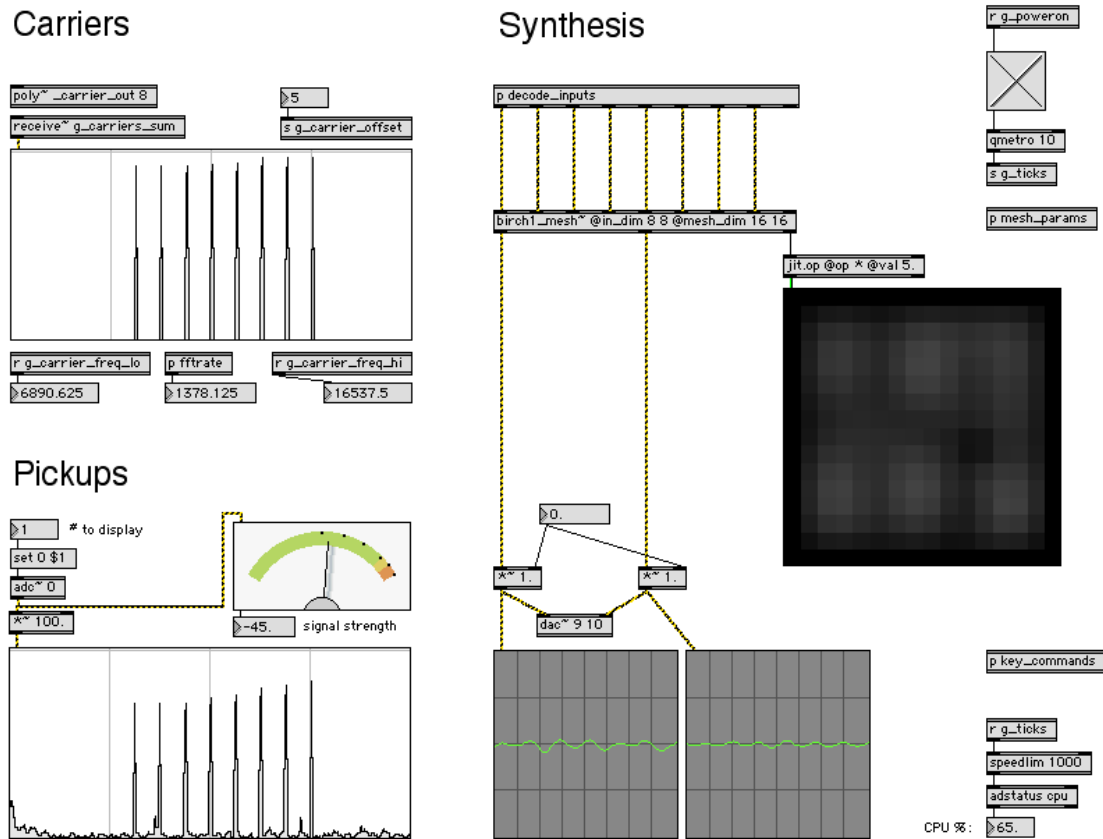 Carriers
poly~ _carrier_out 8
receive~ g_carriers_sum
5
s g_carrier_offset
r g_carrier_freq_lo
p fftrate
r g_carrier_freq_hi
6890.625
1378.125
16537.5
Pickups
1
# to display
set 0 $1
adc~ 0
*~ 100.
-45.
signal strength
Synthesis
p decode_inputs
birch1_mesh~ @in_dim 8 8 @mesh_dim 16 16
jit.op @op * @val 5.
0.
*~ 1.
*~ 1.
dac~ 9 10
r g_poweron
qmetro 10
s g_ticks
p mesh_params
p key_commands
r g_ticks
speedlim 1000
adstatus cpu
CPU %: 65.